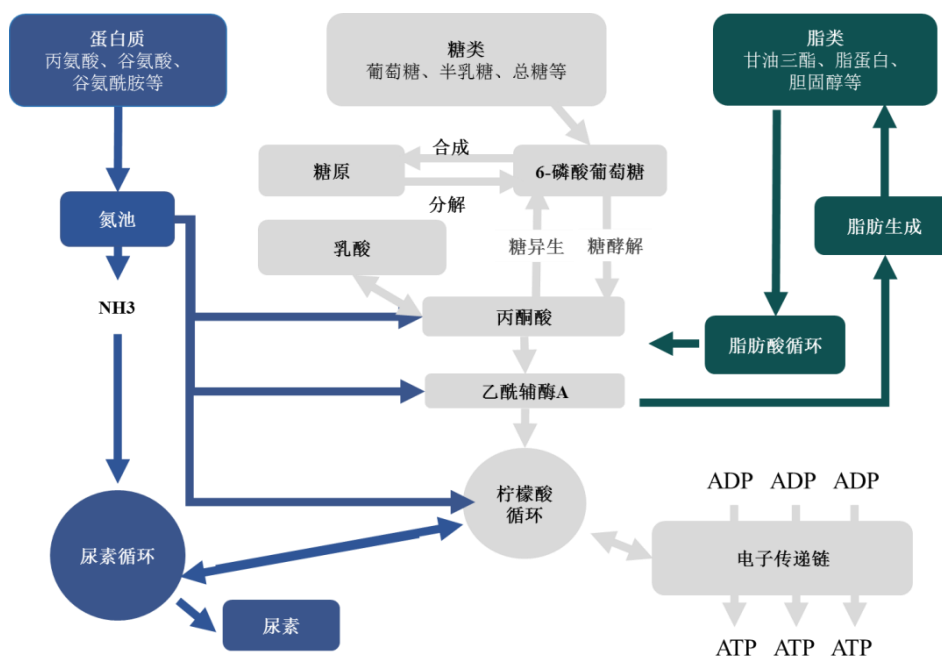 蛋白质
丙氨酸、谷氨酸、
谷氨酰胺等
糖类
葡萄糖、半乳糖、总糖等
脂类
甘油三酯、脂蛋白、
胆固醇等
合成
糖原
6-磷酸葡萄糖
分解
氮池
脂肪生成
乳酸
糖异生
糖酵解
NH3
丙酮酸
脂肪酸循环
乙酰辅酶A
柠檬酸
循环
ADP ADP ADP
尿素循环
电子传递链
尿素
ATP ATP ATP